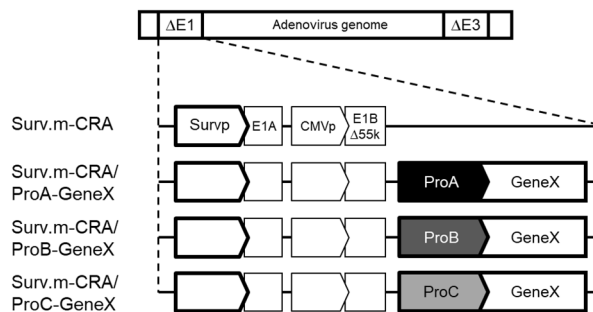 ΔE1 Adenovirus genome ΔE3
Surv.m-CRA Survp E1A CMVp E1B
Δ55k
Surv.m-CRA/
ProA-GeneX ProA GeneX
Surv.m-CRA/
ProB-GeneX ProB GeneX
Surv.m-CRA/
ProC-GeneX ProC GeneX